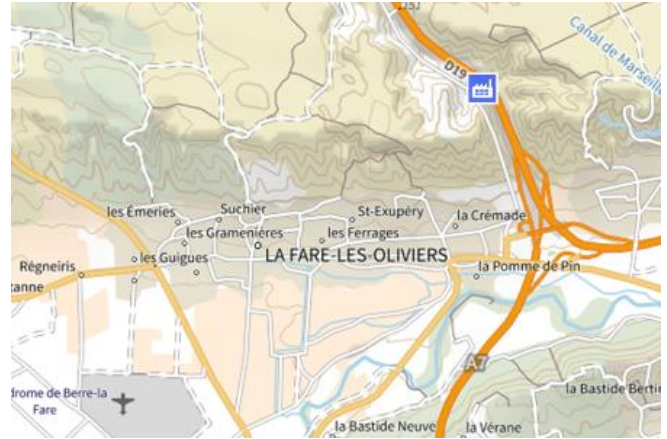 D19
Canal de Marseill
les Émeries
Suchier
St-Exupéry
la Crémade
les Gramenières
les Ferrages
les Guigues
LA FARE-LES-OLIVIERS
Régneiris
la Pomme de Pin
tanne
A7
drome de Berre-la
Fare
la Bastide Bertin
la Bastide Neuve
la Vérane